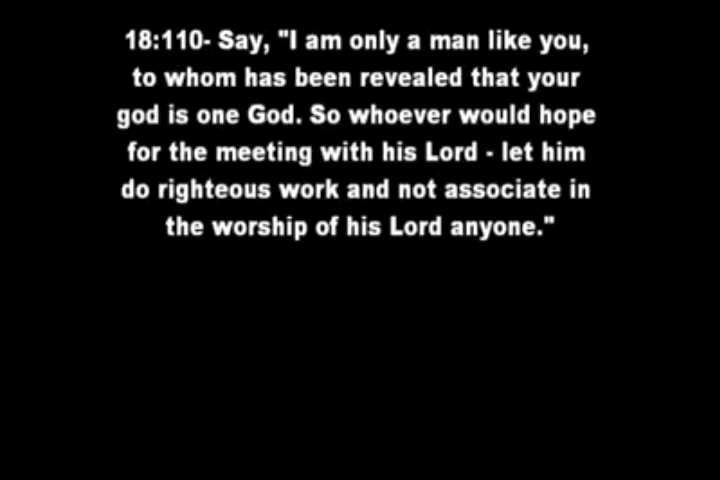 18:110- Say, "I am only a man like you,
to whom has been revealed that your
god is one God. So whoever would hope
for the meeting with his Lord - let him
do righteous work and not associate in
the worship of his Lord anyone."